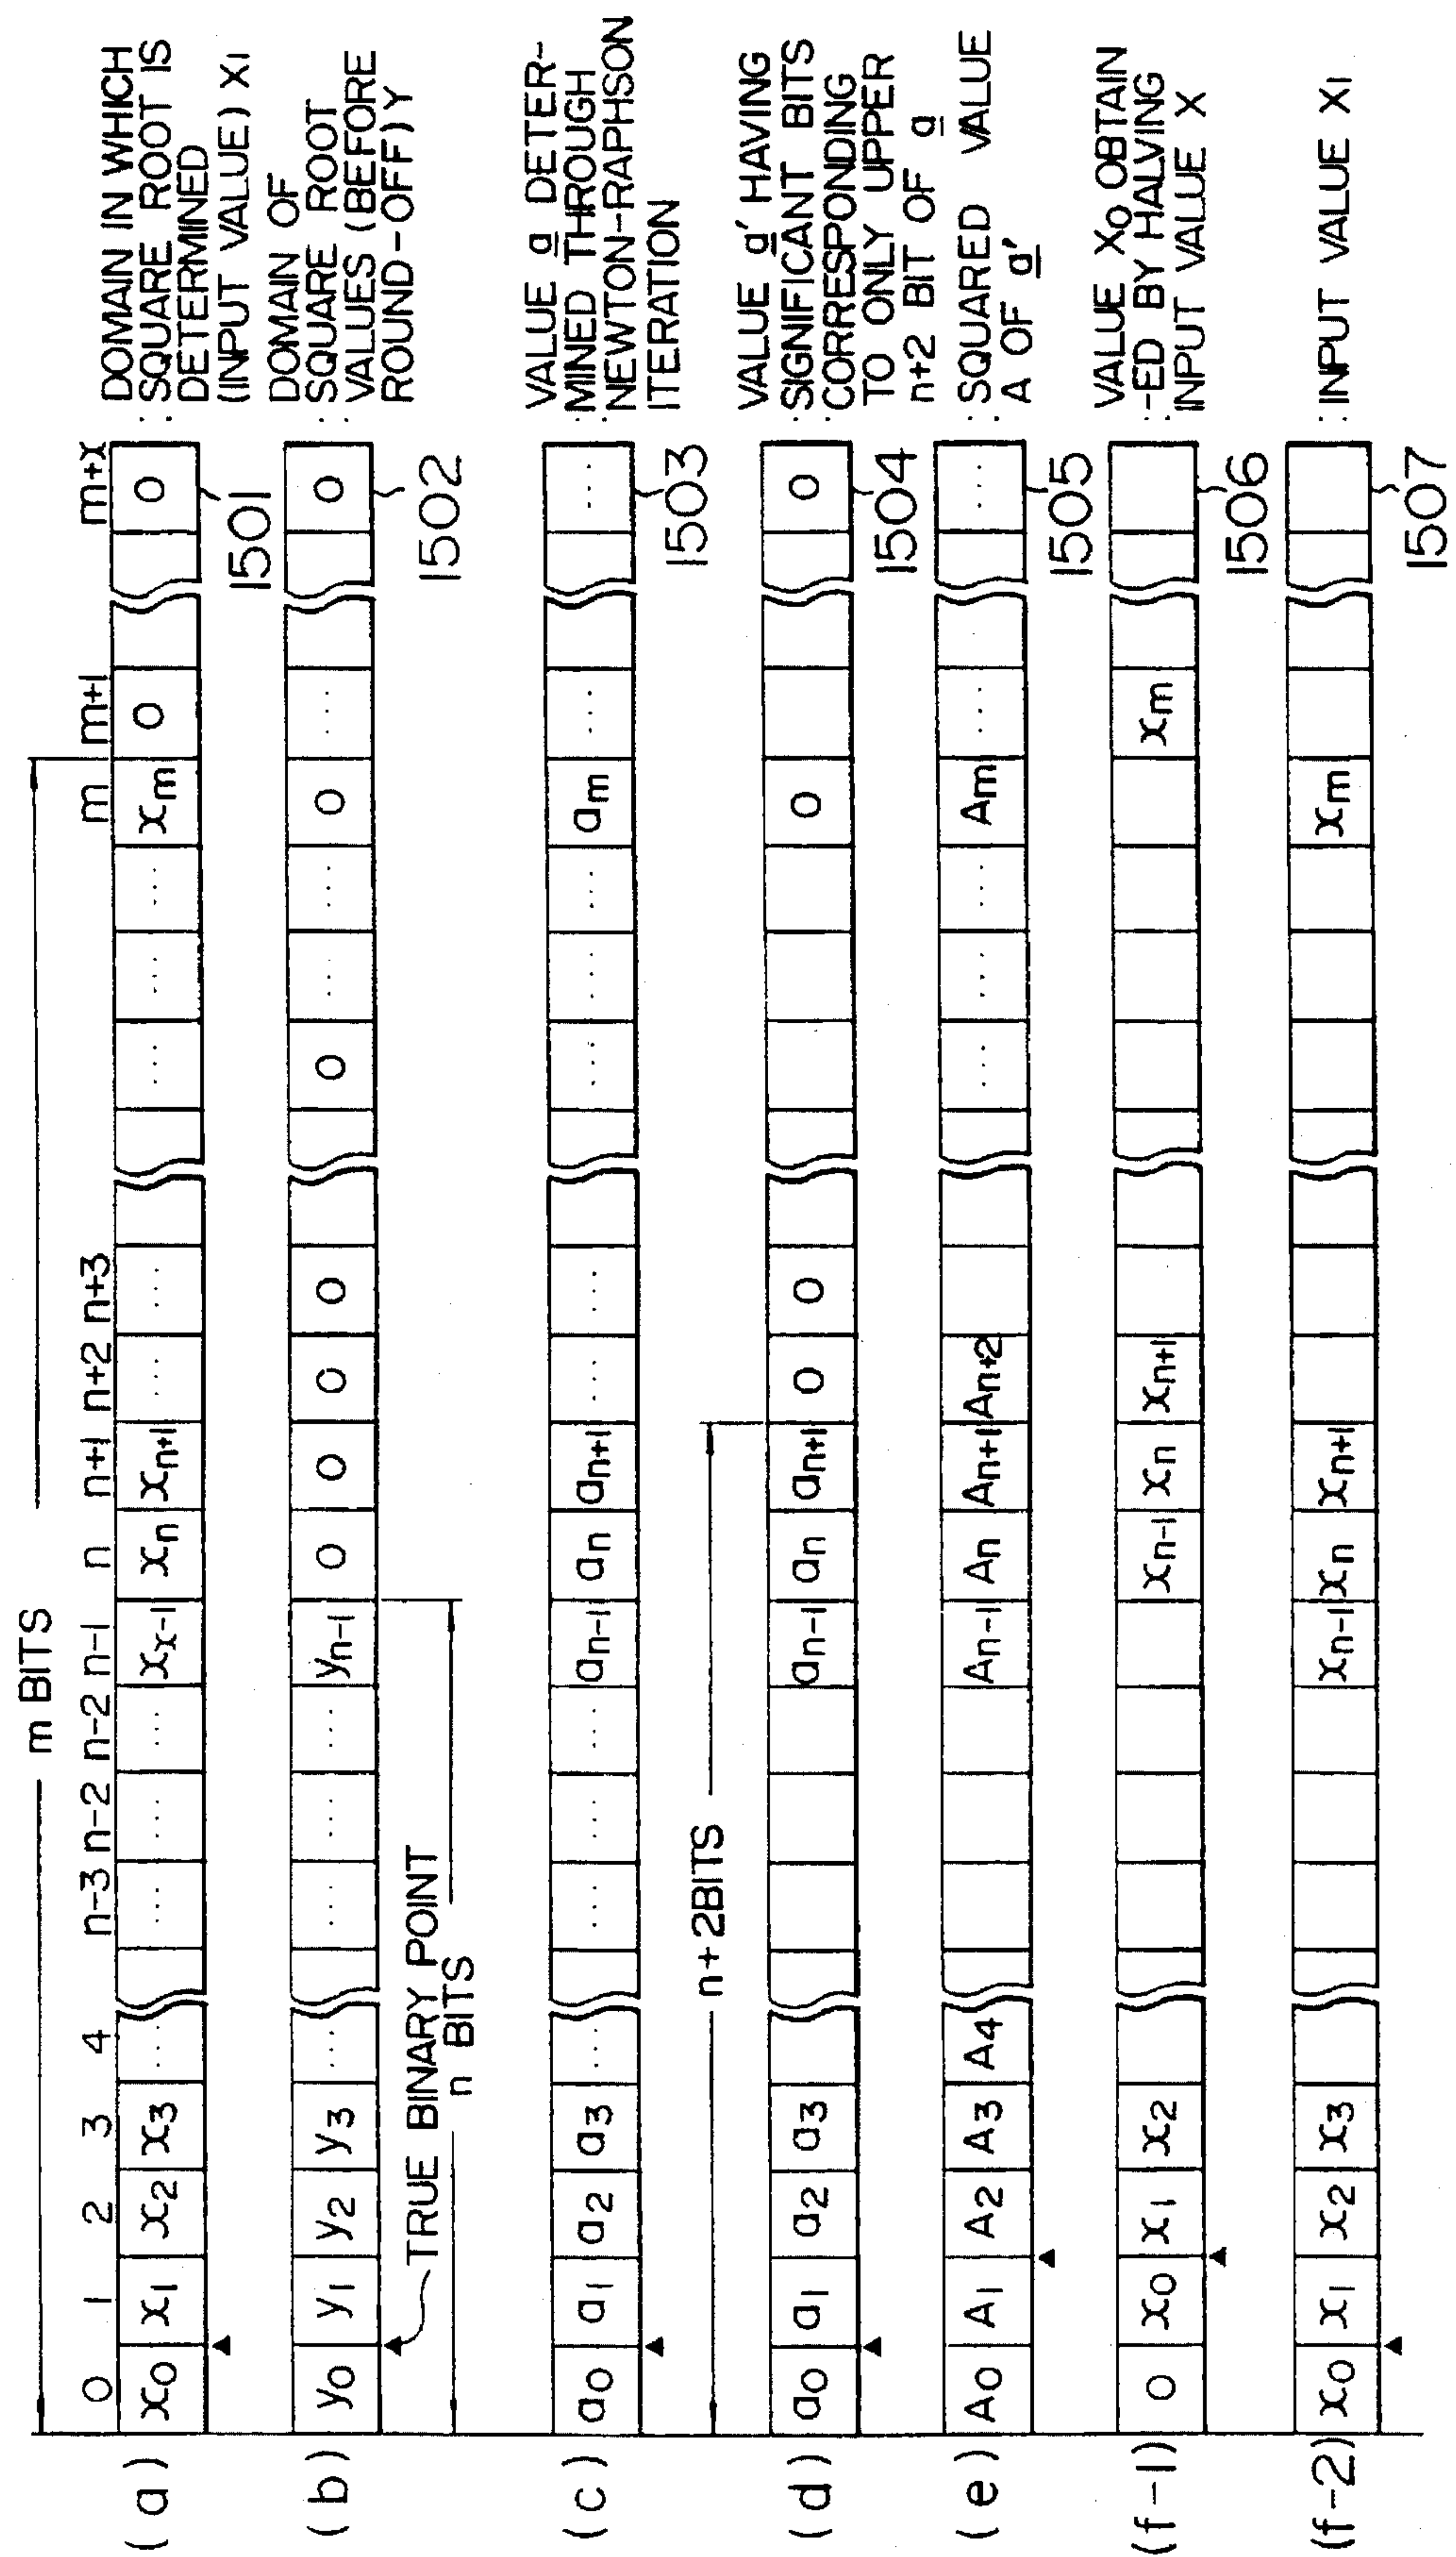 m BITS
0 1 2 3 4 n-3 n-2 n-2 n-1 n n+1 n+2 n+3 m m+1 m+x
(a) x0 x1 x2 x3 ... ... ... ... xx-1 xn xn+1 ... ... ... ... ... xm 0 0
: DOMAIN IN WHICH
SQUARE ROOT IS
DETERMINED
(INPUT VALUE) X1
1501
(b) y0 y1 y2 y3 ... ... ... ... yn-1 0 0 0 0 0 ... ... 0 ... 0
: DOMAIN OF
SQUARE ROOT
VALUES (BEFORE
ROUND-OFF) Y
1502
TRUE BINARY POINT
n BITS
(c) a0 a1 a2 a3 ... ... ... ... an-1 an an+1 ... ... ... ... ... am ... ...
: VALUE a DETER-
MINED THROUGH
NEWTON-RAPHSON
ITERATION
1503
n+2BITS
(d) a0 a1 a2 a3 an-1 an an+1 0 0 0 0
: VALUE a' HAVING
SIGNIFICANT BITS
CORRESPONDING
TO ONLY UPPER
n+2 BIT OF a
1504
(e) A0 A1 A2 A3 A4 An-1 An An+1 An+2 ... ... ... Am ... ...
: SQUARED VALUE
A OF a'
1505
(f-1) 0 x0 x1 x2 xn-1 xn xn+1 xm
: VALUE X0 OBTAIN
-ED BY HALVING
INPUT VALUE X
1506
(f-2) x0 x1 x2 x3 xn-1 xn xn+1 xm
: INPUT VALUE X1
1507